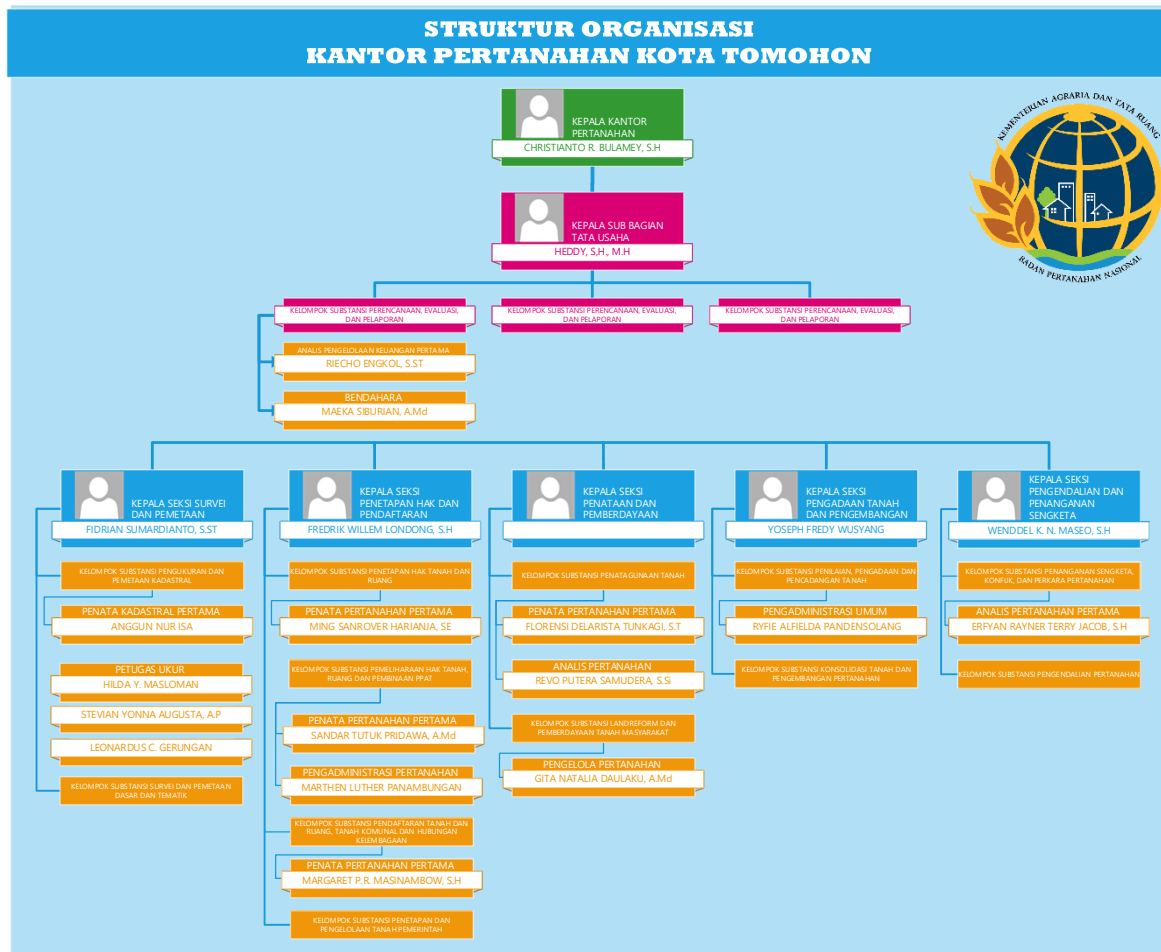 STRUKTUR ORGANISASI
KANTOR PERTANAHAN KOTA TOMOHON
KEMENTERIAN AGRARIA DAN TATA RUANG
BADAN PERTANAHAN NASIONAL
KEPALA KANTOR
PERTANAHAN
CHRISTIANTO R. BULAMEY, S.H
KEPALA SUB BAGIAN
TATA USAHA
HEDDY, S,H., M.H
KELOMPOK SUBSTANSI PERENCANAAN, EVALUASI,
DAN PELAPORAN
KELOMPOK SUBSTANSI PERENCANAAN, EVALUASI,
DAN PELAPORAN
KELOMPOK SUBSTANSI PERENCANAAN, EVALUASI,
DAN PELAPORAN
ANALIS PENGELOLAAN KEUANGAN PERTAMA
RIECHO ENGKOL, S.ST
BENDAHARA
MAEKA SIBURIAN, A.Md
KEPALA SEKSI SURVEI
DAN PEMETAAN
FIDRIAN SUMARDIANTO, S.ST
KELOMPOK SUBSTANSI PENGUKURAN DAN
PEMETAAN KADASTRAL
PENATA KADASTRAL PERTAMA
ANGGUN NUR ISA
PETUGAS UKUR
HILDA Y. MASLOMAN
STEVIAN YONNA AUGUSTA, A.P
LEONARDUS C. GERUNGAN
KELOMPOK SUBSTANSI SURVEI DAN PEMETAAN
DASAR DAN TEMATIK
KEPALA SEKSI
PENETAPAN HAK DAN
PENDAFTARAN
FREDRIK WILLEM LONDONG, S.H
KELOMPOK SUBSTANSI PENETAPAN HAK TANAH DAN
RUANG
PENATA PERTANAHAN PERTAMA
MING SANROVER HARIANJA, SE
KELOMPOK SUBSTANSI PEMELIHARAAN HAK TANAH,
RUANG DAN PEMBINAAN PPAT
PENATA PERTANAHAN PERTAMA
SANDAR TUTUK PRIDAWA, A.Md
PENGADMINISTRASI PERTANAHAN
MARTHEN LUTHER PANAMBUNGAN
KELOMPOK SUBSTANSI PENDAFTARAN TANAH DAN
RUANG, TANAH KOMUNAL DAN HUBUNGAN
KELEMBAGAAN
PENATA PERTANAHAN PERTAMA
MARGARET P.R. MASINAMBOW, S.H
KELOMPOK SUBSTANSI PENETAPAN DAN
PENGELOLAAN TANAH PEMERINTAH
KEPALA SEKSI
PENATAAN DAN
PEMBERDAYAAN
KELOMPOK SUBSTANSI PENATAGUNAAN TANAH
PENATA PERTANAHAN PERTAMA
FLORENSI DELARISTA TUNKAGI, S.T
ANALIS PERTANAHAN
REVO PUTERA SAMUDERA, S.Si
KELOMPOK SUBSTANSI LANDREFORM DAN
PEMBERDAYAAN TANAH MASYARAKAT
PENGELOLA PERTANAHAN
GITA NATALIA DAULAKU, A.Md
KEPALA SEKSI
PENGADAAN TANAH
DAN PENGEMBANGAN
YOSEPH FREDY WUSYANG
KELOMPOK SUBSTANSI PENILAIAN, PENGADAAN DAN
PENCADANGAN TANAH
PENGADMINISTRASI UMUM
RYFIE ALFIELDA PANDENSOLANG
KELOMPOK SUBSTANSI KONSOLIDASI TANAH DAN
PENGEMBANGAN PERTANAHAN
KEPALA SEKSI
PENGENDALIAN DAN
PENANGANAN
SENGKETA
WENDDEL K. N. MASEO, S.H
KELOMPOK SUBSTANSI PENANGANAN SENGKETA,
KONFUK, DAN PERKARA PERTANAHAN
ANALIS PERTANAHAN PERTAMA
ERFYAN RAYNER TERRY JACOB, S.H
KELOMPOK SUBSTANSI PENGENDALIAN PERTANAHAN